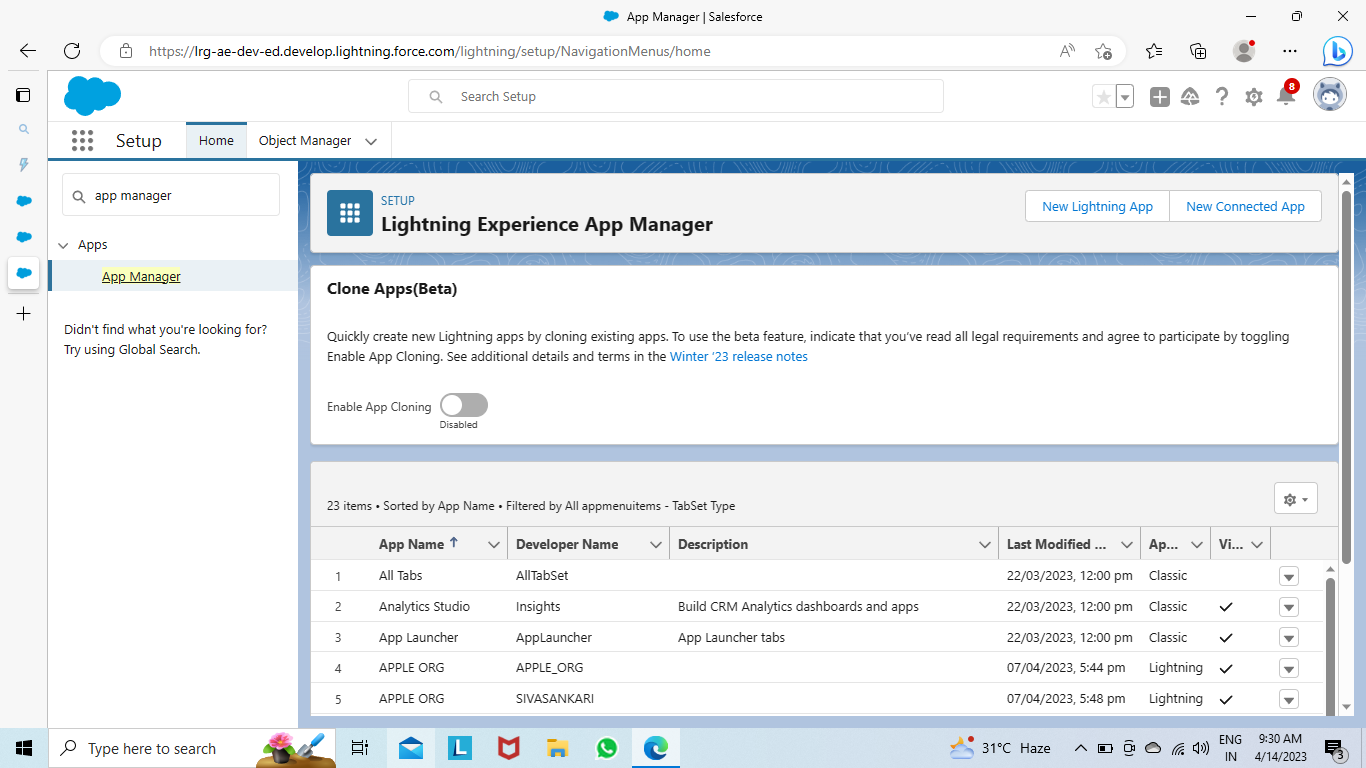 App Manager | Salesforce
https://lrg-ae-dev-ed.develop.lightning.force.com/lightning/setup/NavigationMenus/home
Search Setup
8
Setup
Home
Object Manager
app manager
Apps
App Manager
Didn't find what you're looking for?
Try using Global Search.
SETUP
Lightning Experience App Manager
New Lightning App
New Connected App
Clone Apps(Beta)
Quickly create new Lightning apps by cloning existing apps. To use the beta feature, indicate that you’ve read all legal requirements and agree to participate by toggling
Enable App Cloning. See additional details and terms in the Winter ‘23 release notes
Enable App Cloning
Disabled
23 items • Sorted by App Name • Filtered by All appmenuitems - TabSet Type
App Name Developer Name Description Last Modified ... Ap... Vi...
1 All Tabs AllTabSet 22/03/2023, 12:00 pm Classic
2 Analytics Studio Insights Build CRM Analytics dashboards and apps 22/03/2023, 12:00 pm Classic
3 App Launcher AppLauncher App Launcher tabs 22/03/2023, 12:00 pm Classic
4 APPLE ORG APPLE_ORG 07/04/2023, 5:44 pm Lightning
5 APPLE ORG SIVASANKARI 07/04/2023, 5:48 pm Lightning
Type here to search
L
31°C Haze
ENG
IN
9:30 AM
4/14/2023
3